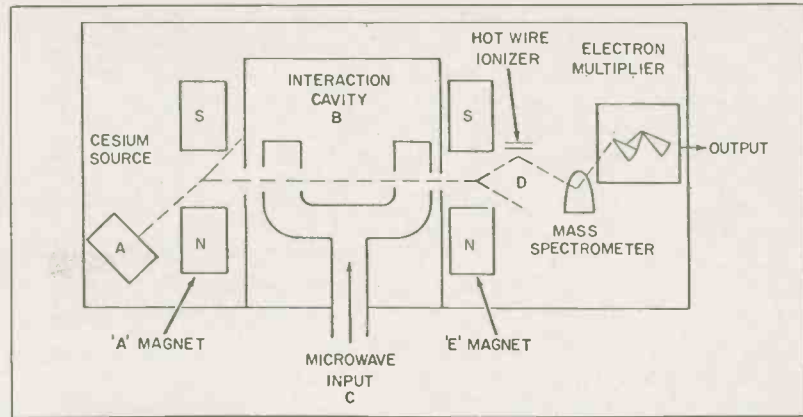 HOT WIRE
IONIZER
ELECTRON
MULTIPLIER
INTERACTION
CAVITY
B
S
S
CESIUM
SOURCE
OUTPUT
D
A
N
N
MASS
SPECTROMETER
'A' MAGNET
MICROWAVE
INPUT
C
'E' MAGNET